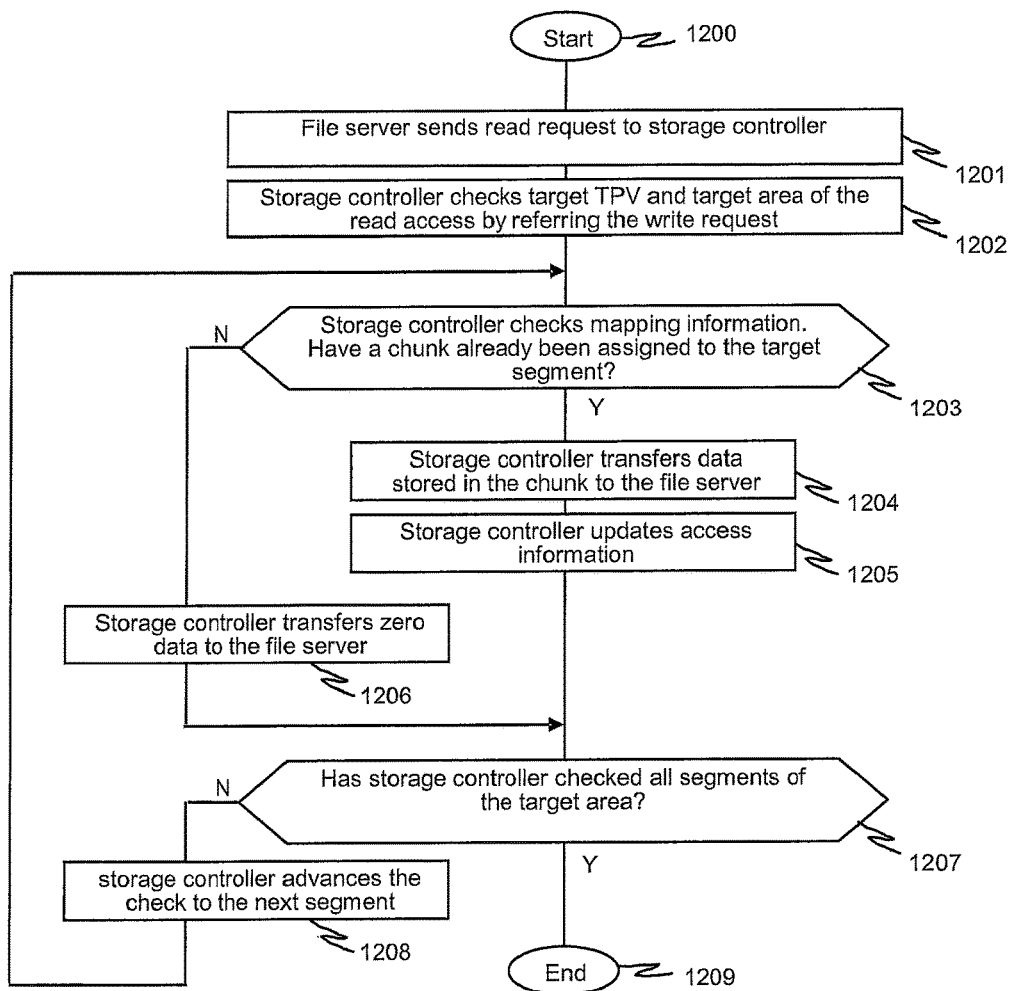 Start
1200
File server sends read request to storage controller
1201
Storage controller checks target TPV and target area of the
read access by referring the write request
1202
N
Storage controller checks mapping information.
Have a chunk already been assigned to the target
segment?
1203
Y
Storage controller transfers data
stored in the chunk to the file server
1204
Storage controller updates access
information
1205
Storage controller transfers zero
data to the file server
1206
N
Has storage controller checked all segments of
the target area?
1207
Y
storage controller advances the
check to the next segment
1208
End
1209